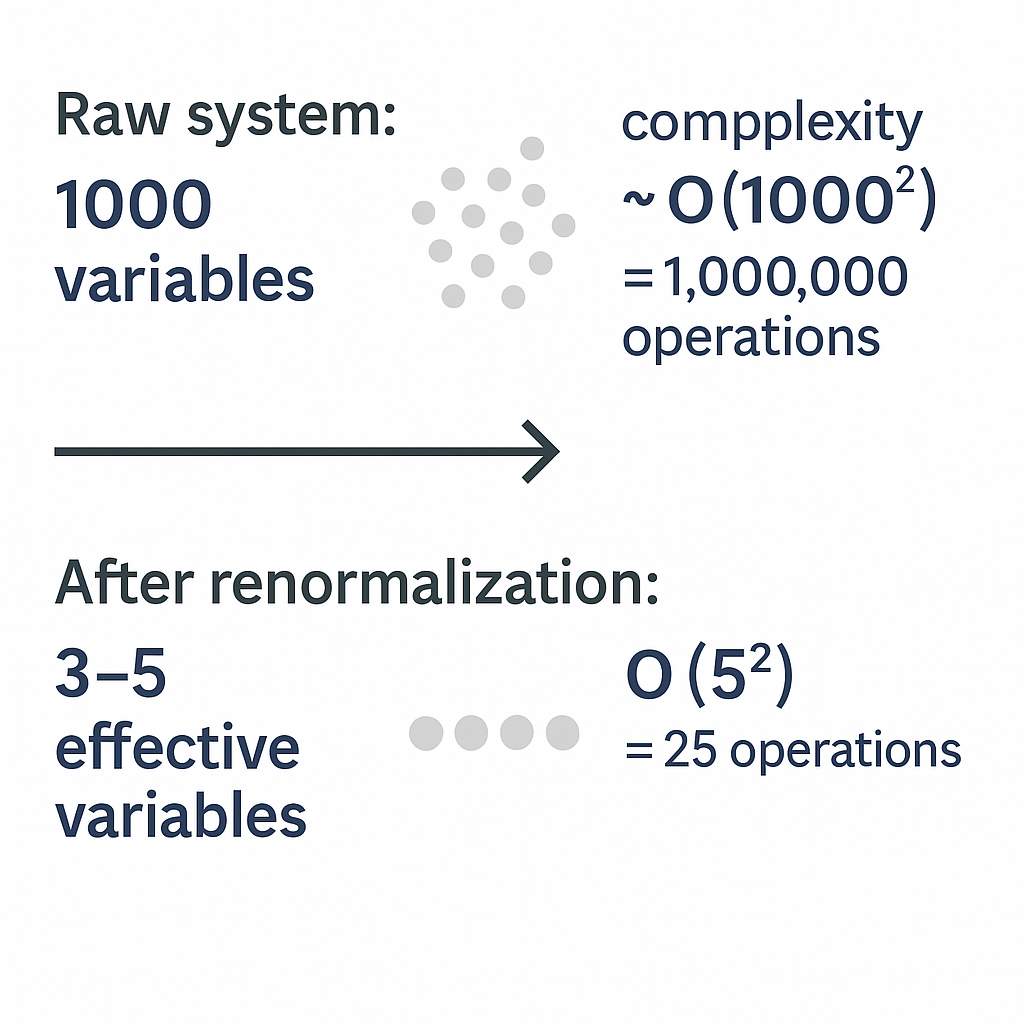 Raw system:
1000
variables
compplexity
~ O(1000²)
= 1,000,000
operations
After renormalization:
3–5
effective
variables
O (5²)
= 25 operations